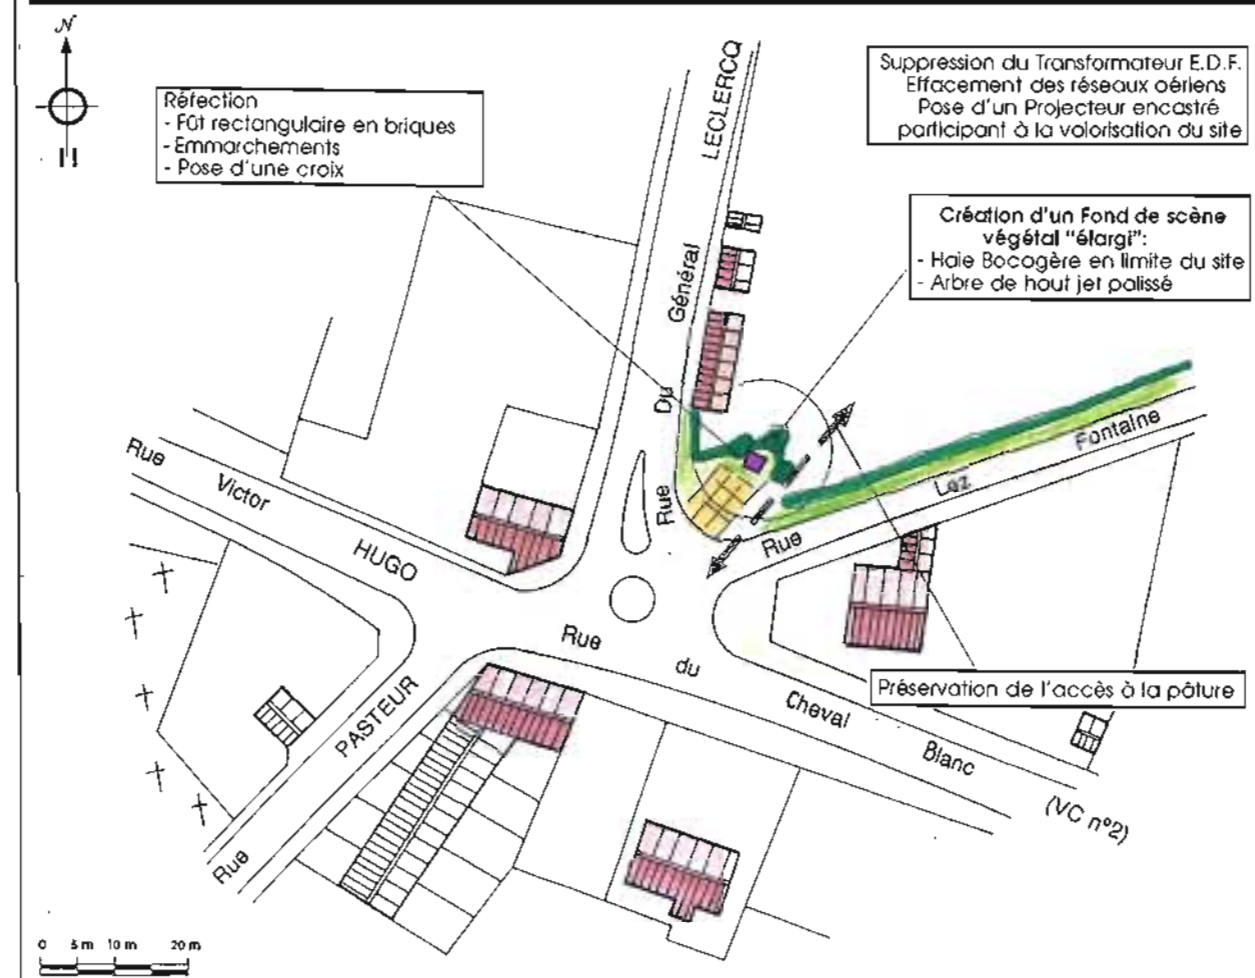 N
Réfection
- Fût rectangulaire en briques
- Emmarchements
- Pose d'une croix
Suppression du Transformateur E.D.F.
Effacement des réseaux aériens
Pose d'un Projecteur encastré
participant à la valorisation du site
Création d'un Fond de scène
végétal "élargi":
- Haie Bocagère en limite du site
- Arbre de haut jet palissé
Rue Du Général LECLERCQ
Rue Victor HUGO
Rue Lez Fontaine
Préservation de l'accès à la pâture
Rue du Cheval Blanc (VC n°2)
Rue PASTEUR
0 5 m 10 m 20 m